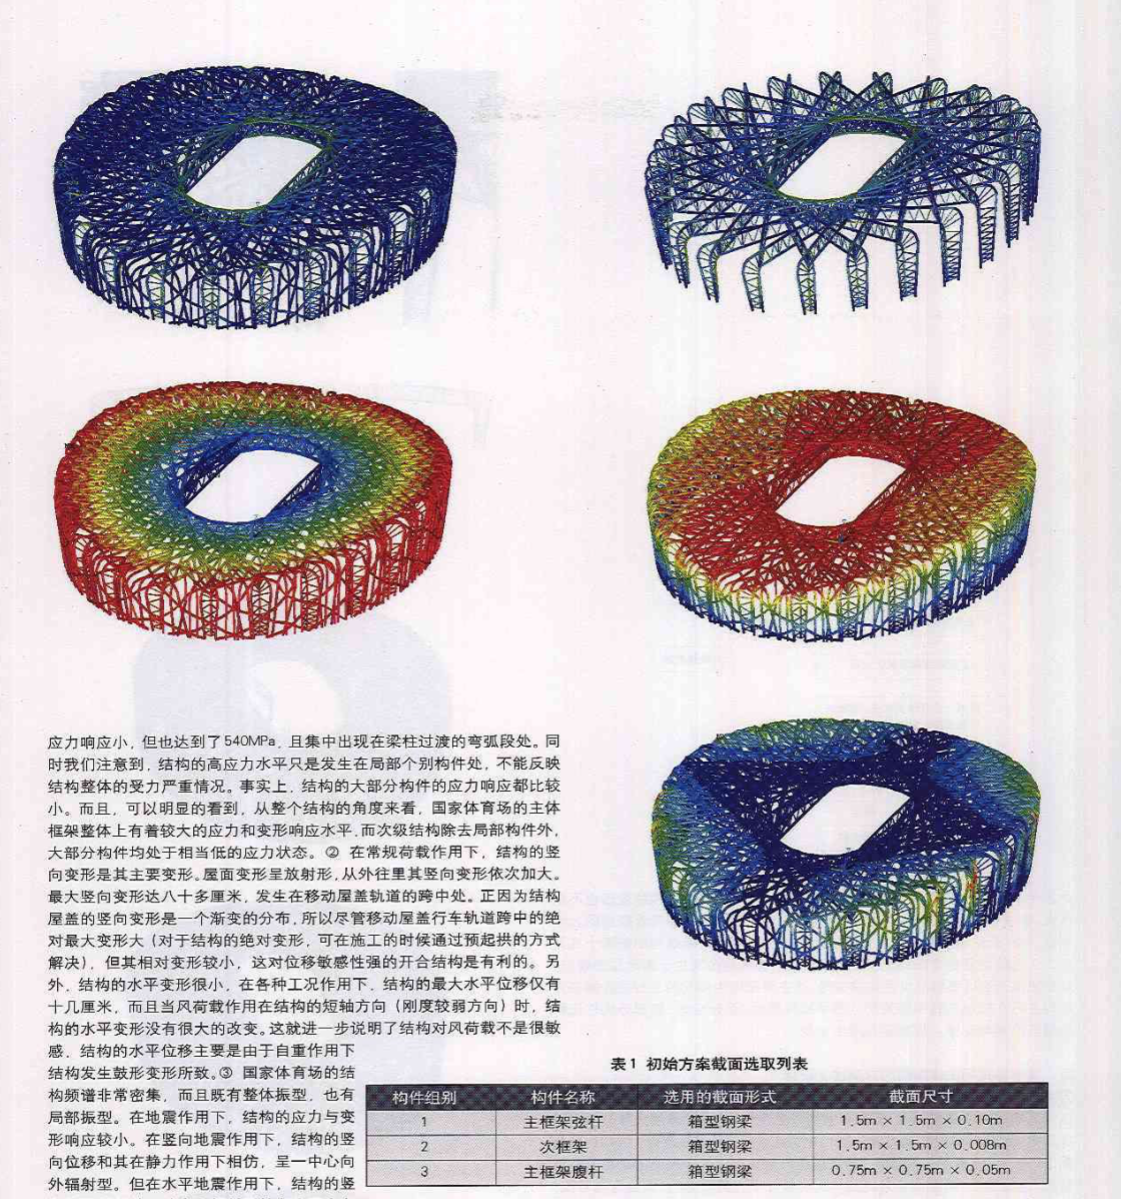 应力响应小，但也达到了540MPa，且集中出现在梁柱过渡的弯弧段处。同
时我们注意到，结构的高应力水平只是发生在局部个别构件处，不能反映
结构整体的受力严重情况。事实上，结构的大部分构件的应力响应都比较
小。而且，可以明显的看到，从整个结构的角度来看，国家体育场的主体
框架整体上有着较大的应力和变形响应水平，而次级结构除去局部构件外，
大部分构件均处于相当低的应力状态。② 在常规荷载作用下，结构的竖
向变形是其主要变形。屋面变形呈放射形，从外往里其竖向变形依次加大。
最大竖向变形达八十多厘米，发生在移动屋盖轨道的跨中处。正因为结构
屋盖的竖向变形是一个渐变的分布，所以尽管移动屋盖行车轨道跨中的绝
对最大变形大（对于结构的绝对变形，可在施工的时候通过预起拱的方式
解决），但其相对变形较小，这对位移敏感性强的开合结构是有利的。另
外，结构的水平变形很小，在各种工况作用下，结构的最大水平位移仅有
十几厘米，而且当风荷载作用在结构的短轴方向（刚度较弱方向）时，结
构的水平变形没有很大的改变。这就进一步说明了结构对风荷载不是很敏
感，结构的水平位移主要是由于自重作用下
结构发生鼓形变形所致。③ 国家体育场的结
构频谱非常密集，而且既有整体振型，也有
局部振型。在地震作用下，结构的应力与变
形响应较小。在竖向地震作用下，结构的竖
向位移和其在静力作用下相仿，呈一中心向
外辐射型。但在水平地震作用下，结构的竖
表1 初始方案截面选取列表
构件组别 构件名称 选用的截面形式 截面尺寸
1 主框架弦杆 箱型钢梁 1.5m × 1.5m × 0.10m
2 次框架 箱型钢梁 1.5m × 1.5m × 0.008m
3 主框架腹杆 箱型钢梁 0.75m × 0.75m × 0.05m